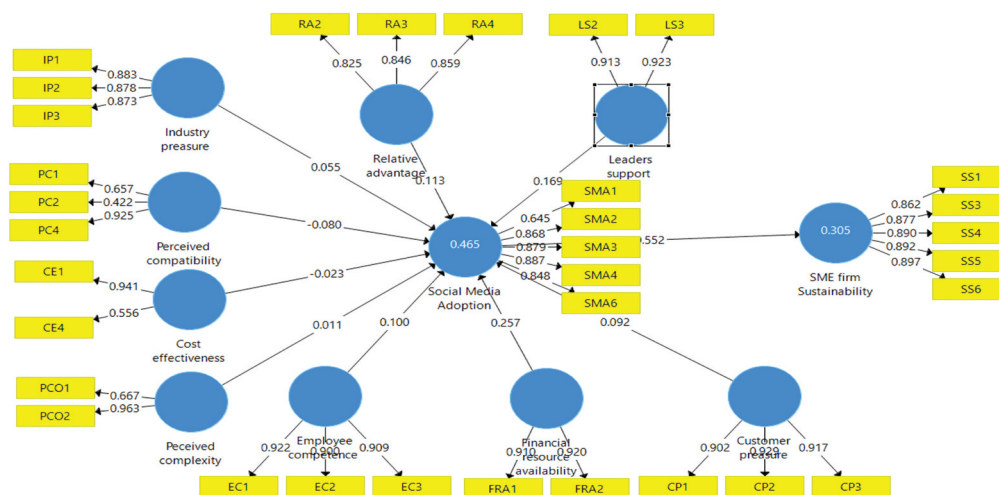 RA2
RA3
RA4
LS2
LS3
0.825
0.846
0.859
0.913
0.923
IP1
IP2
IP3
0.883
0.878
0.873
Industry
preasure
Relative
advantage
Leaders
support
0.055
0.113
0.169
PC1
PC2
PC4
0.657
0.422
0.925
Perceived
compatibility
-0.080
SMA1
SMA2
SMA3
SMA4
SMA6
0.645
0.868
0.879
0.887
0.848
0.465
Social Media
Adoption
0.552
0.305
SME firm
Sustainability
SS1
SS3
SS4
SS5
SS6
0.862
0.877
0.890
0.892
0.897
CE1
CE4
0.941
0.556
Cost
effectiveness
-0.023
0.011
0.100
0.257
0.092
PCO1
PCO2
0.667
0.963
Peceived
complexity
Employee
competence
0.922
0.900
0.909
EC1
EC2
EC3
Financial
resource
availability
0.910
0.920
FRA1
FRA2
Customer
preasure
0.902
0.929
0.917
CP1
CP2
CP3